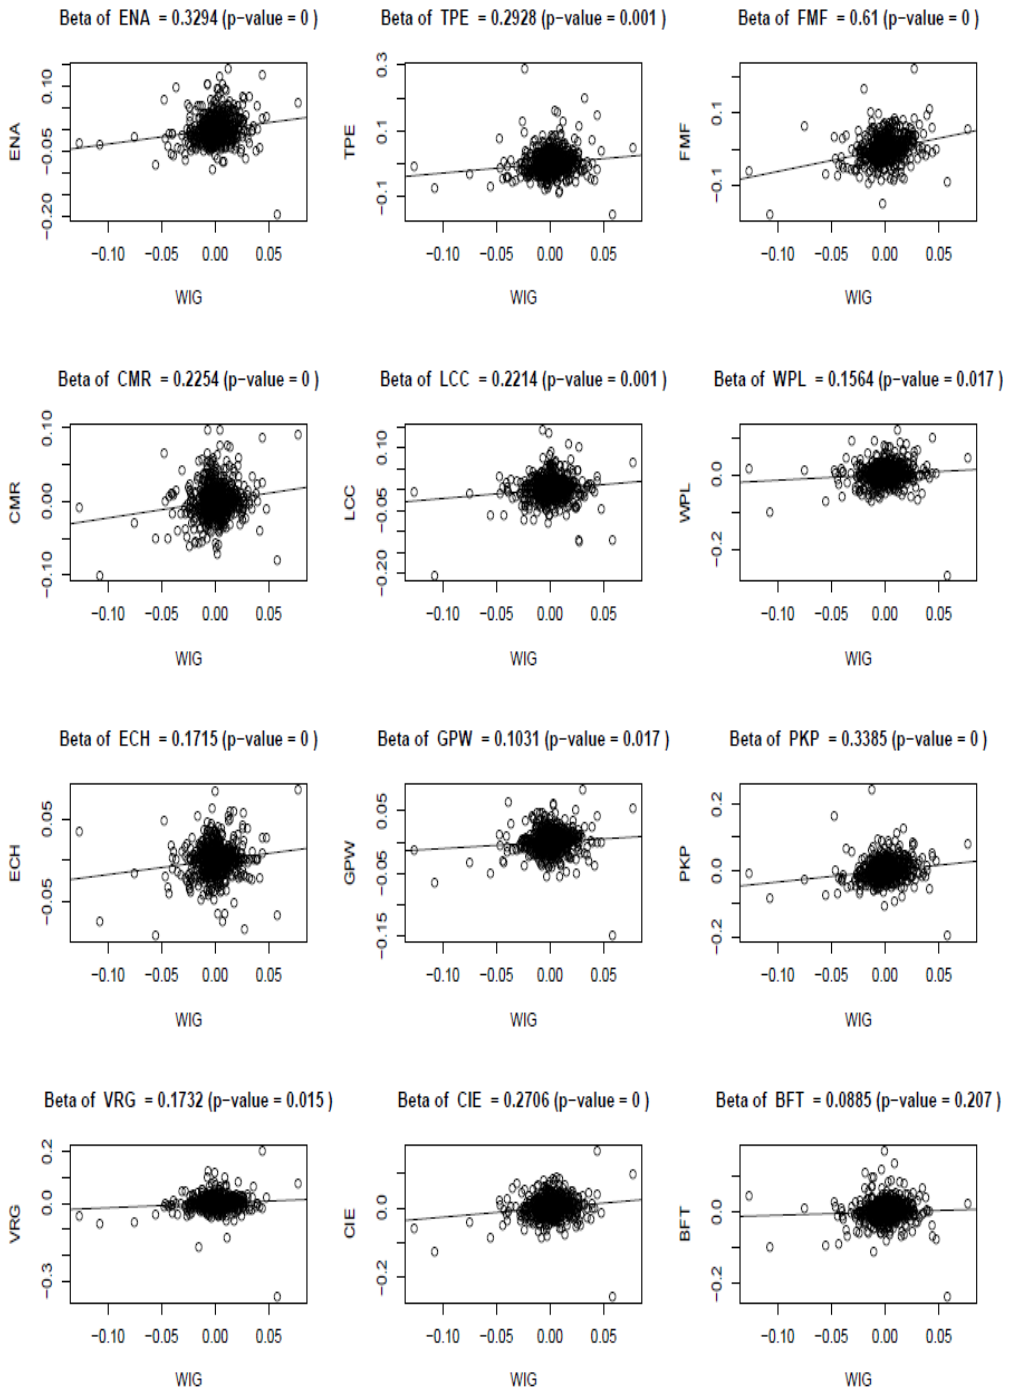 Beta of ENA = 0.3294 (p-value = 0 )
Beta of TPE = 0.2928 (p-value = 0.001 )
Beta of FMF = 0.61 (p-value = 0 )
ENA
0.10
-0.05
-0.20
-0.10 -0.05 0.00 0.05
WIG
TPE
0.3
0.1
-0.1
-0.10 -0.05 0.00 0.05
WIG
FMF
0.1
-0.1
-0.10 -0.05 0.00 0.05
WIG
Beta of CMR = 0.2254 (p-value = 0 )
Beta of LCC = 0.2214 (p-value = 0.001 )
Beta of WPL = 0.1564 (p-value = 0.017 )
CMR
0.10
0.00
-0.10
-0.10 -0.05 0.00 0.05
WIG
LCC
0.10
-0.05
-0.20
-0.10 -0.05 0.00 0.05
WIG
WPL
0.0
-0.2
-0.10 -0.05 0.00 0.05
WIG
Beta of ECH = 0.1715 (p-value = 0 )
Beta of GPW = 0.1031 (p-value = 0.017 )
Beta of PKP = 0.3385 (p-value = 0 )
ECH
0.05
-0.05
-0.10 -0.05 0.00 0.05
WIG
GPW
0.05
-0.05
-0.15
-0.10 -0.05 0.00 0.05
WIG
PKP
0.2
0.0
-0.2
-0.10 -0.05 0.00 0.05
WIG
Beta of VRG = 0.1732 (p-value = 0.015 )
Beta of CIE = 0.2706 (p-value = 0 )
Beta of BFT = 0.0885 (p-value = 0.207 )
VRG
0.2
0.0
-0.3
-0.10 -0.05 0.00 0.05
WIG
CIE
0.0
-0.2
-0.10 -0.05 0.00 0.05
WIG
BFT
0.0
-0.2
-0.10 -0.05 0.00 0.05
WIG